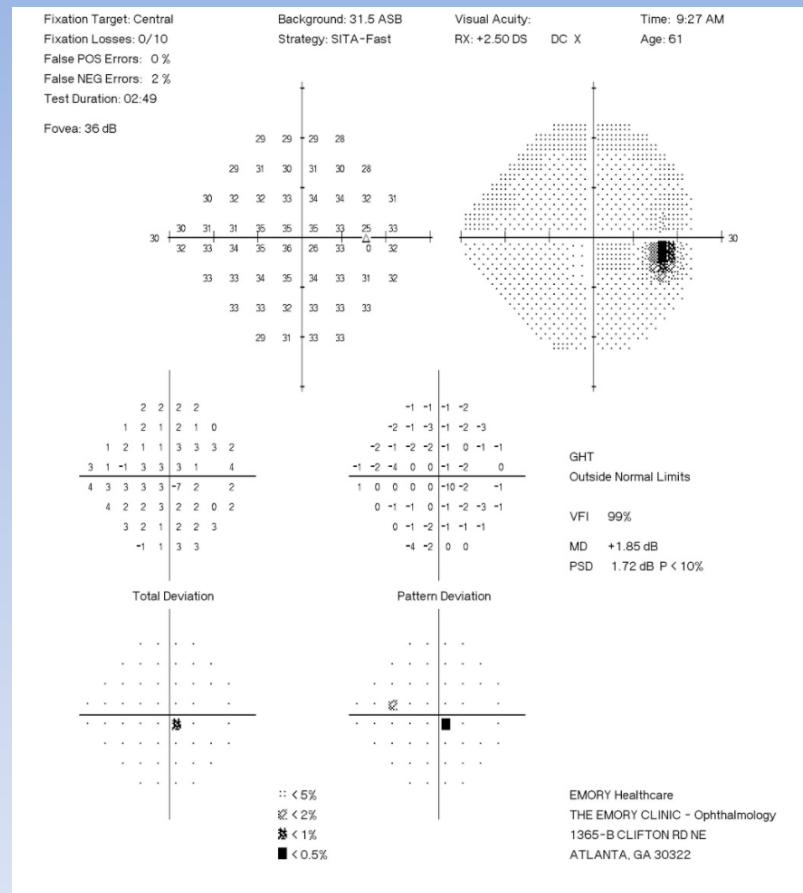 Fixation Target: Central Background: 31.5 ASB Visual Acuity: Time: 9:27 AM
Fixation Losses: 0/10 Strategy: SITA-Fast RX: +2.50 DS DC X Age: 61
False POS Errors: 0 %
False NEG Errors: 2 %
Test Duration: 02:49
Fovea: 36 dB
29 29 29 28
29 31 30 31 30 28
30 32 32 33 34 34 32 31
30 31 31 35 35 35 33 25 33
30 30
32 33 34 35 36 26 33 0 32
33 33 34 35 34 33 31 32
33 33 32 33 33 33
29 31 33 33
2 2 2 2 -1 -1 -1 -2
1 2 1 2 1 0 -2 -1 -3 -1 -2 -3
1 2 1 1 3 3 3 2 -2 -1 -2 -2 -1 0 -1 -1
3 1 -1 3 3 3 1 4 -1 -2 -4 0 0 -1 -2 0
4 3 3 3 3 -7 2 2 1 0 0 0 0 -10 -2 -1
4 2 2 3 2 2 0 2 0 -1 -1 0 -1 -2 -3 -1
3 2 1 2 2 3 0 -1 -2 -1 -1 -1
-1 1 3 3 -4 -2 0 0
GHT
Outside Normal Limits
VFI 99%
MD +1.85 dB
PSD 1.72 dB P < 10%
Total Deviation Pattern Deviation
< 5%
< 2%
< 1%
< 0.5%
EMORY Healthcare
THE EMORY CLINIC - Ophthalmology
1365-B CLIFTON RD NE
ATLANTA, GA 30322